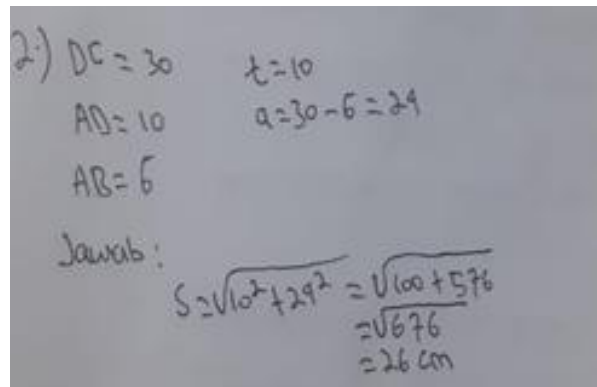 2.) DC = 30 t = 10
AD = 10 a = 30 - 6 = 24
AB = 6
Jawab :
S = √10² + 24² = √100 + 576
= √676
= 26 cm